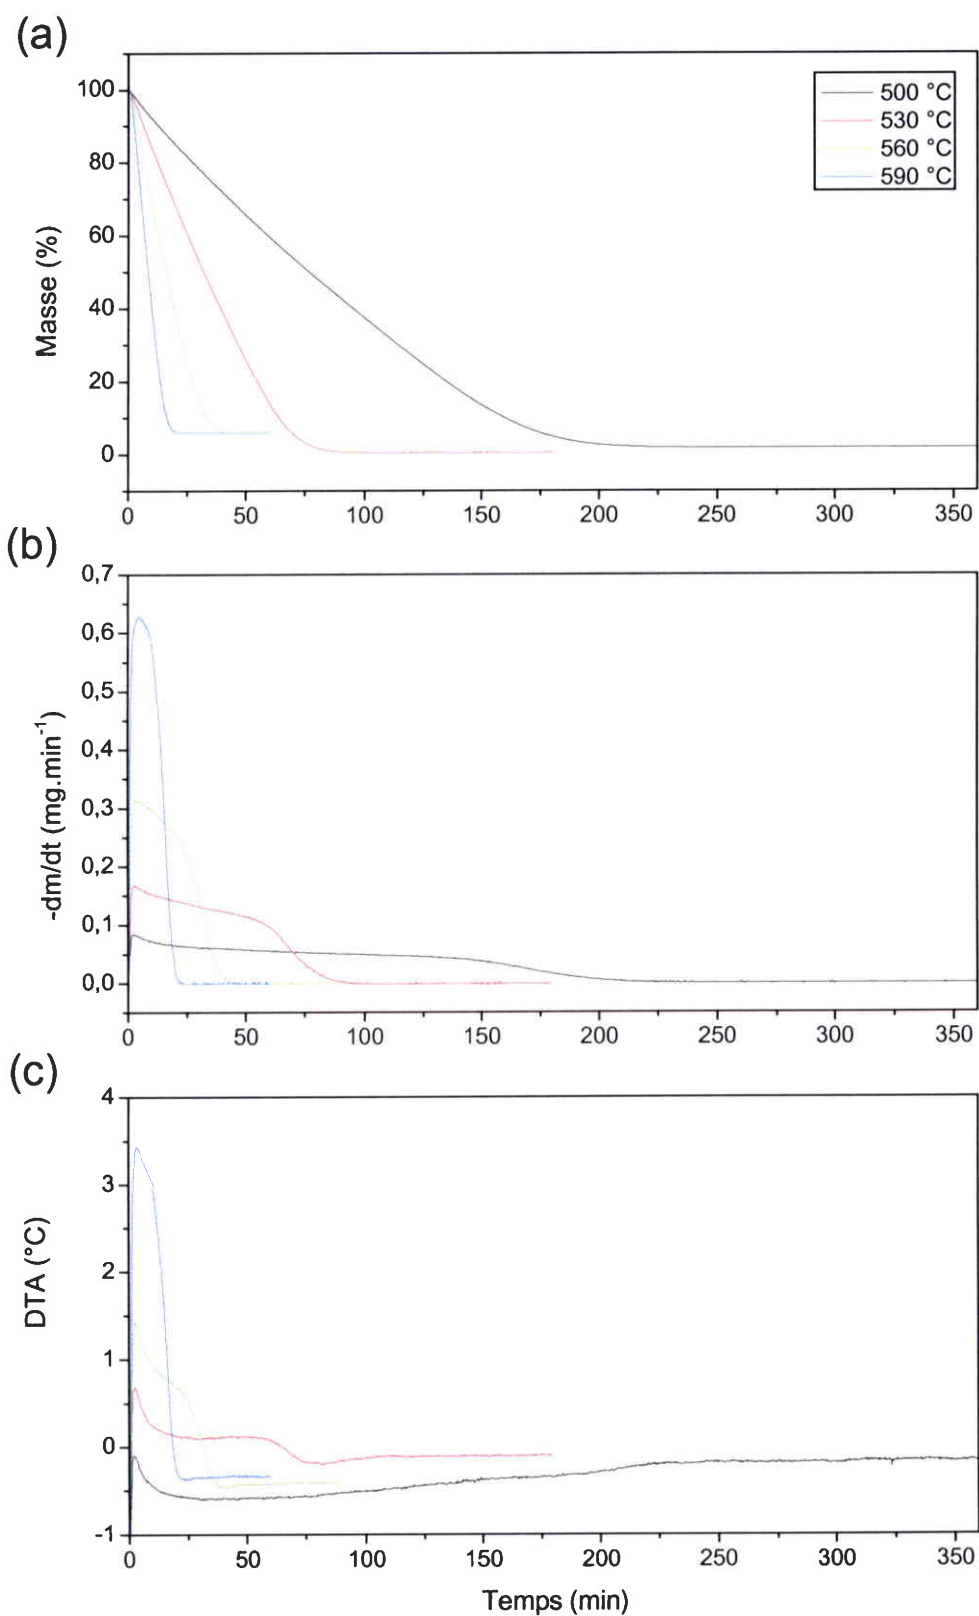 (a)
100
80
60
40
20
0
Masse (%)
500 °C
530 °C
560 °C
590 °C
0 50 100 150 200 250 300 350
(b)
0,7
0,6
0,5
0,4
0,3
0,2
0,1
0,0
-dm/dt (mg.min-1)
0 50 100 150 200 250 300 350
(c)
4
3
2
1
0
-1
DTA (°C)
0 50 100 150 200 250 300 350
Temps (min)